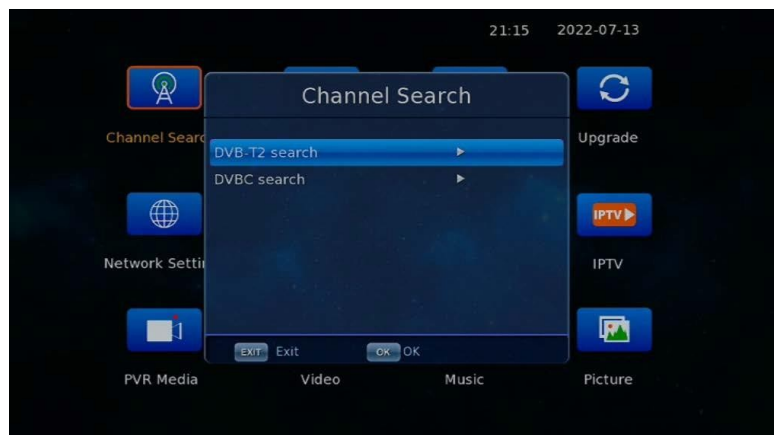 21:15 2022-07-13
Channel Search
Channel Searc
Upgrade
DVB-T2 search
DVBC search
IPTV
Network Settin
IPTV
EXIT Exit OK OK
PVR Media
Video
Music
Picture